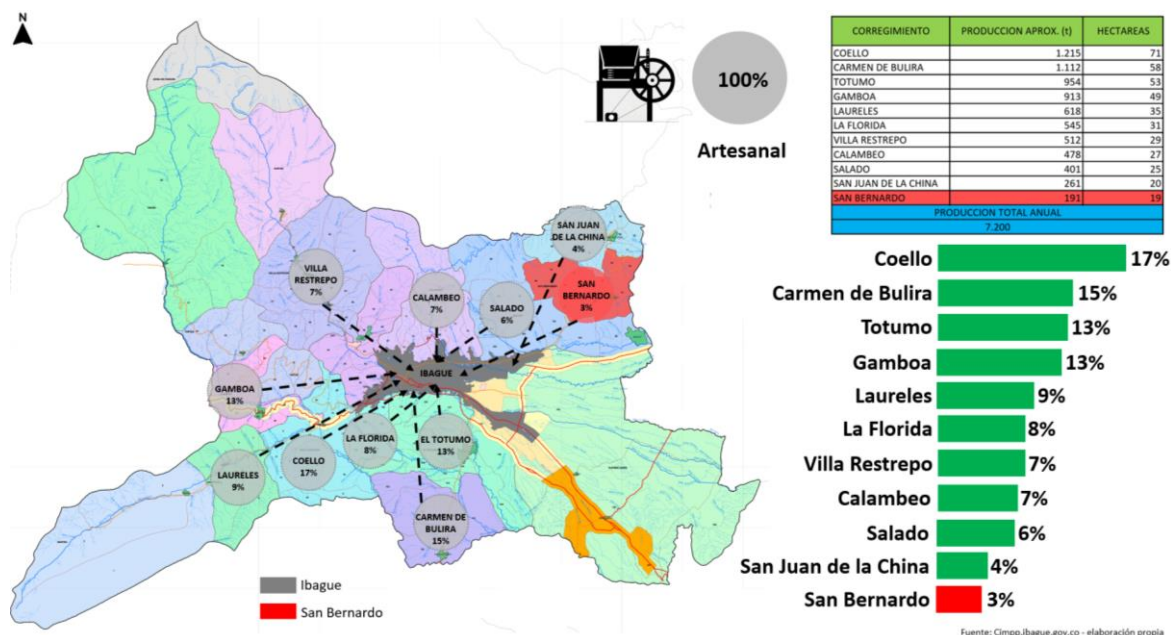 N
100%
Artesanal
CORREGIMIENTO PRODUCCION APROX. (t) HECTAREAS
COELLO 1.215 71
CARMEN DE BULIRA 1.112 58
TOTUMO 954 53
GAMBOA 913 49
LAURELES 618 35
LA FLORIDA 545 31
VILLA RESTREPO 512 29
CALAMBEO 478 27
SALADO 401 25
SAN JUAN DE LA CHINA 261 20
SAN BERNARDO 191 19
PRODUCCION TOTAL ANUAL
7.200
SAN JUAN
DE LA CHINA
4%
VILLA
RESTREPO
7%
CALAMBEO
7%
SALADO
6%
SAN
BERNARDO
3%
IBAGUE
GAMBOA
13%
LAURELES
9%
COELLO
17%
LA FLORIDA
8%
EL TOTUMO
13%
CARMEN DE
BULIRA
15%
Ibague
San Bernardo
Coello 17%
Carmen de Bulira 15%
Totumo 13%
Gamboa 13%
Laureles 9%
La Florida 8%
Villa Restrepo 7%
Calambeo 7%
Salado 6%
San Juan de la China 4%
San Bernardo 3%
Fuente: Cimpp.ibague.gov.co - elaboración propia